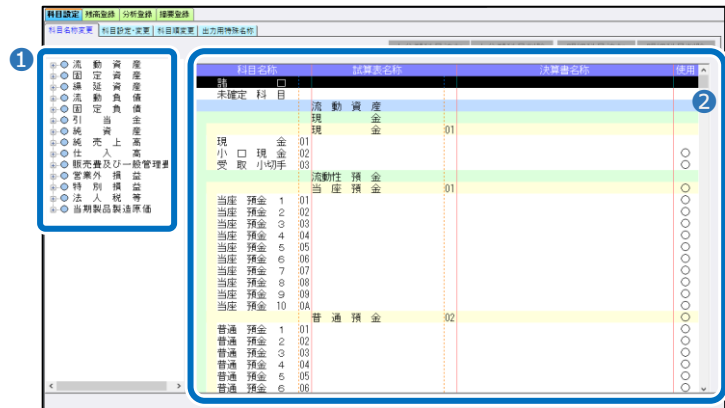 科目設定 残高登録 分析登録 摘要登録
科目名称変更 科目設定・変更 科目順変更 出力用特殊名称
1
流動資産
固定資産
繰延資産
流動負債
固定負債
引当金
純資産
純売上高
仕入高
販売費及び一般管理費
営業外損益
特別損益
法人税等
当期製品製造原価
2
科目名称 試算表名称 決算書名称 使用
諸口
未確定科目
流動資産
現金
現金 01
現金 01
小口現金 02 ○
受取小切手 03 ○
流動性預金
当座預金 01 ○
当座預金 1 01 ○
当座預金 2 02 ○
当座預金 3 03 ○
当座預金 4 04 ○
当座預金 5 05 ○
当座預金 6 06 ○
当座預金 7 07 ○
当座預金 8 08 ○
当座預金 9 09 ○
当座預金 10 0A ○
普通預金 02 ○
普通預金 1 01 ○
普通預金 2 02 ○
普通預金 3 03 ○
普通預金 4 04 ○
普通預金 5 05 ○
普通預金 6 06 ○